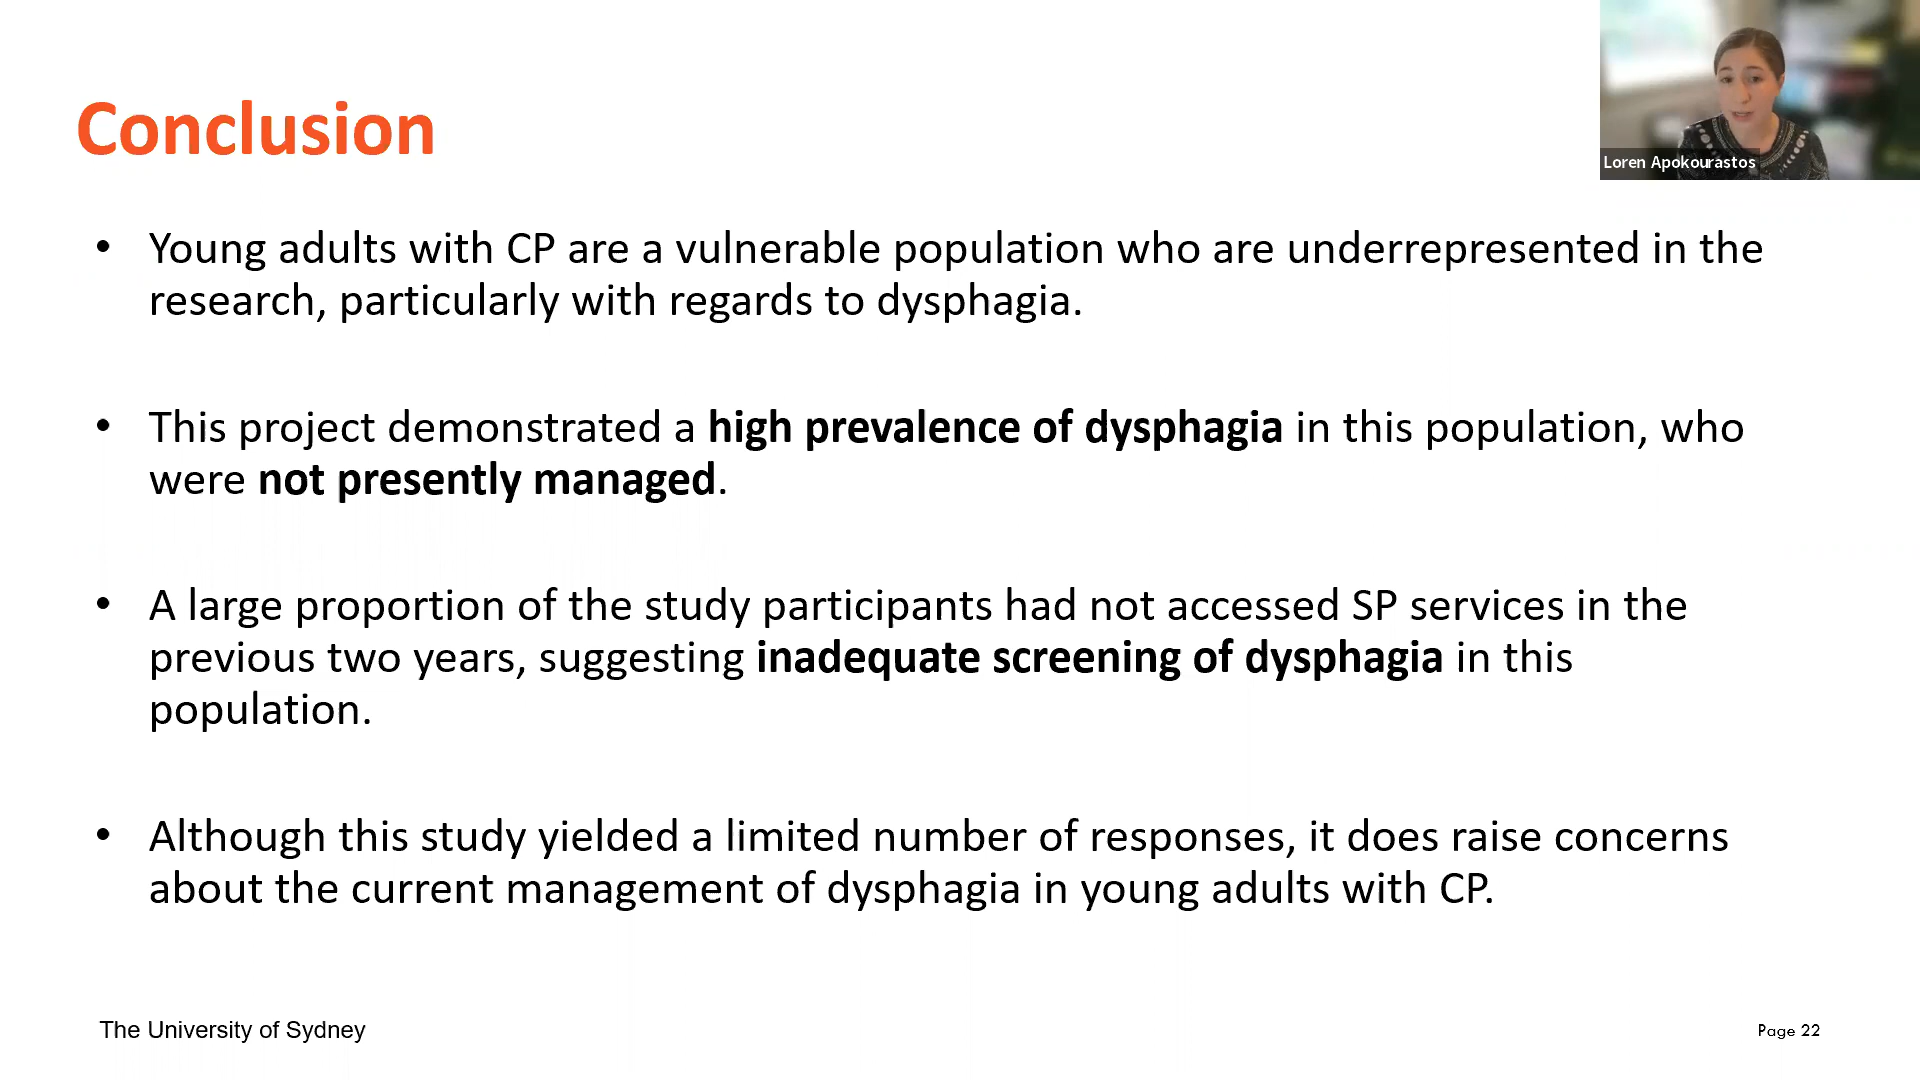 Conclusion
Loren Apokourastos
• Young adults with CP are a vulnerable population who are underrepresented in the
research, particularly with regards to dysphagia.
• This project demonstrated a high prevalence of dysphagia in this population, who
were not presently managed.
• A large proportion of the study participants had not accessed SP services in the
previous two years, suggesting inadequate screening of dysphagia in this
population.
• Although this study yielded a limited number of responses, it does raise concerns
about the current management of dysphagia in young adults with CP.
The University of Sydney
Page 22